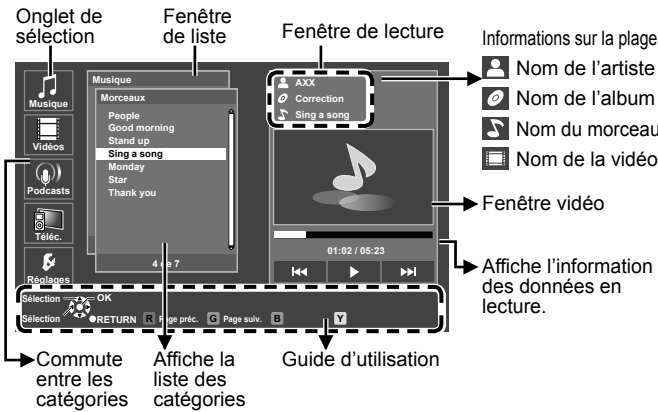 Onglet de
sélection
Fenêtre
de liste
Fenêtre de lecture
Informations sur la plage
Nom de l'artiste
Nom de l'album
Nom du morceau
Nom de la vidéo
Fenêtre vidéo
Affiche l'information
des données en
lecture.
Musique
Vidéos
Podcasts
Téléc.
Réglages
Musique
Morceaux
People
Good morning
Stand up
Sing a song
Monday
Star
Thank you
4 de 7
AXX
Correction
Sing a song
01:02 / 05:23
Sélection
OK
Sélection
RETURN
R Page préc.
G Page suiv.
B
Y
Commute
entre les
catégories
Affiche la
liste des
catégories
Guide d'utilisation